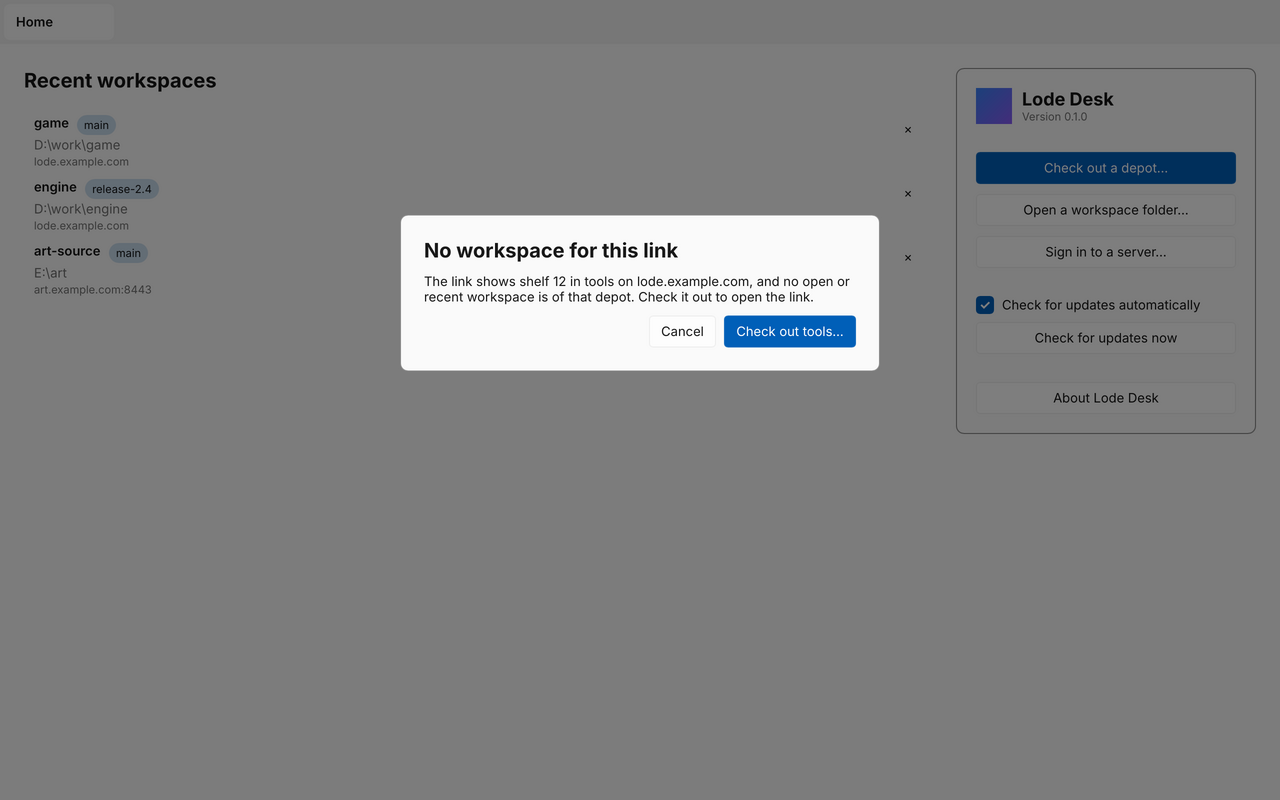 Home
Recent workspaces
game main
D:\work\game
lode.example.com
×
engine release-2.4
D:\work\engine
lode.example.com
×
art-source main
E:\art
art.example.com:8443
×
Lode Desk
Version 0.1.0
Check out a depot...
Open a workspace folder...
Sign in to a server...
Check for updates automatically
Check for updates now
About Lode Desk
No workspace for this link
The link shows shelf 12 in tools on lode.example.com, and no open or
recent workspace is of that depot. Check it out to open the link.
Cancel
Check out tools...